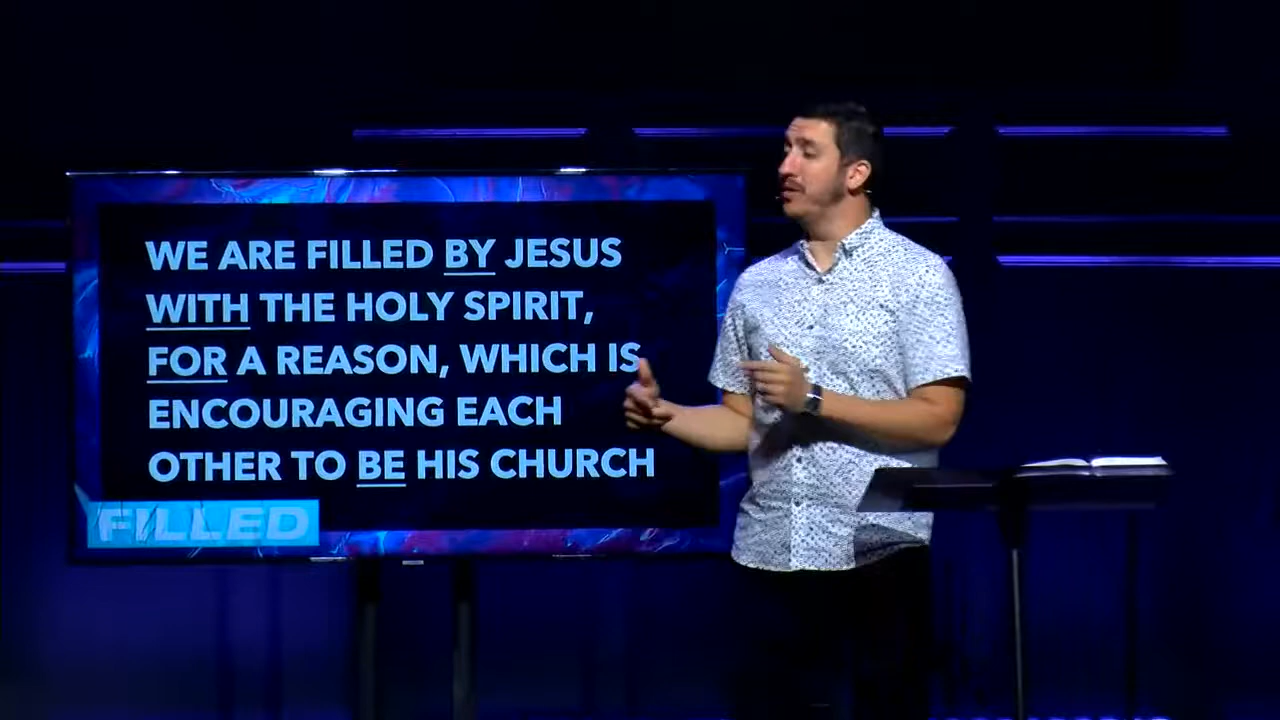 WE ARE FILLED BY JESUS
WITH THE HOLY SPIRIT,
FOR A REASON, WHICH IS
ENCOURAGING EACH
OTHER TO BE HIS CHURCH
FILLED